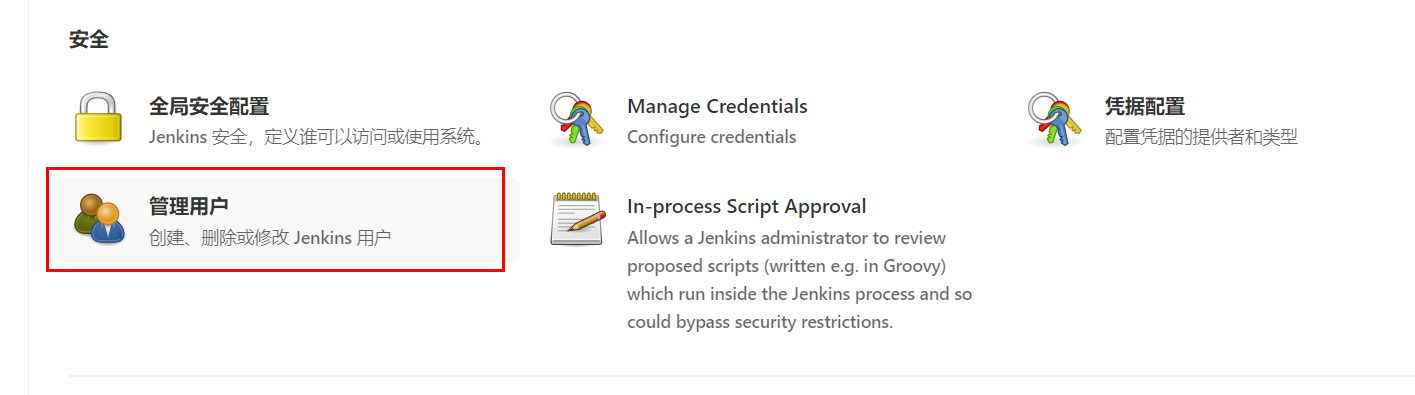 安全
全局安全配置
Jenkins 安全，定义谁可以访问或使用系统。
Manage Credentials
Configure credentials
凭据配置
配置凭据的提供者和类型
管理用户
创建、删除或修改 Jenkins 用户
In-process Script Approval
Allows a Jenkins administrator to review
proposed scripts (written e.g. in Groovy)
which run inside the Jenkins process and so
could bypass security restrictions.